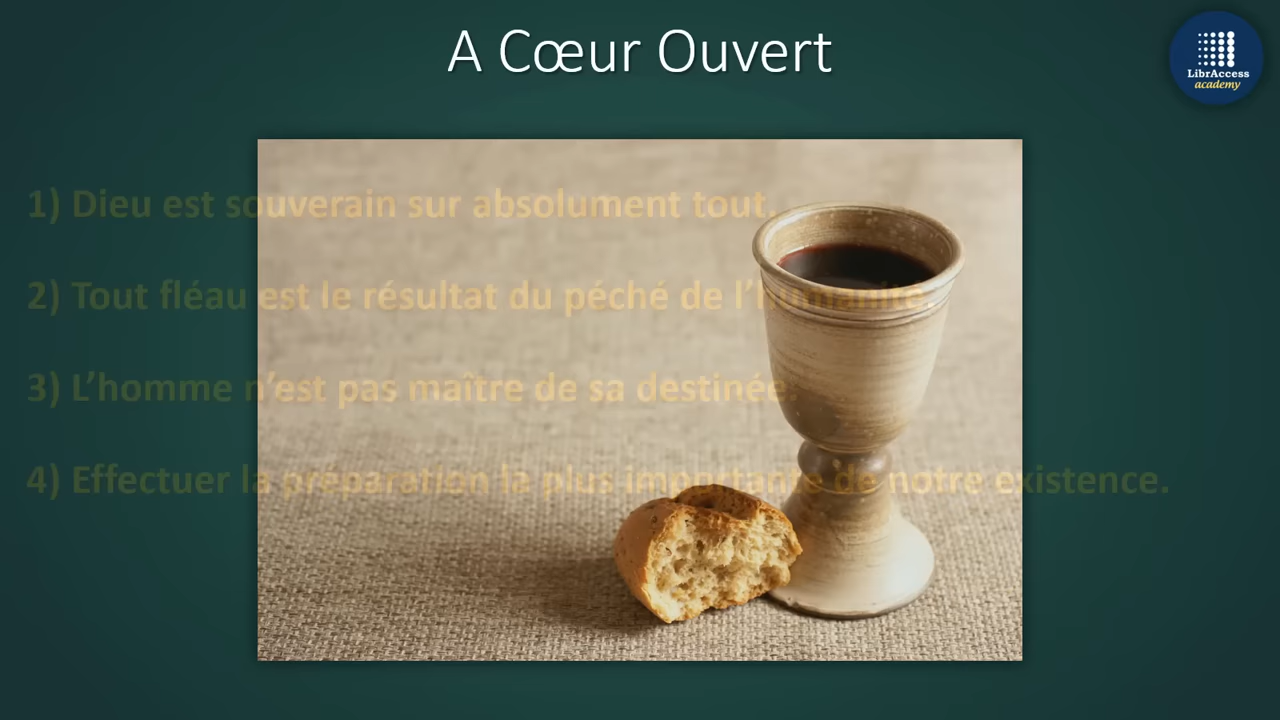 A Cœur Ouvert
LibrAccess
academy
1) Dieu est souverain sur absolument tout.
2) Tout fléau est le résultat du péché de l’humanité.
3) L’homme n’est pas maître de sa destinée.
4) Effectuer la préparation la plus importante de notre existence.